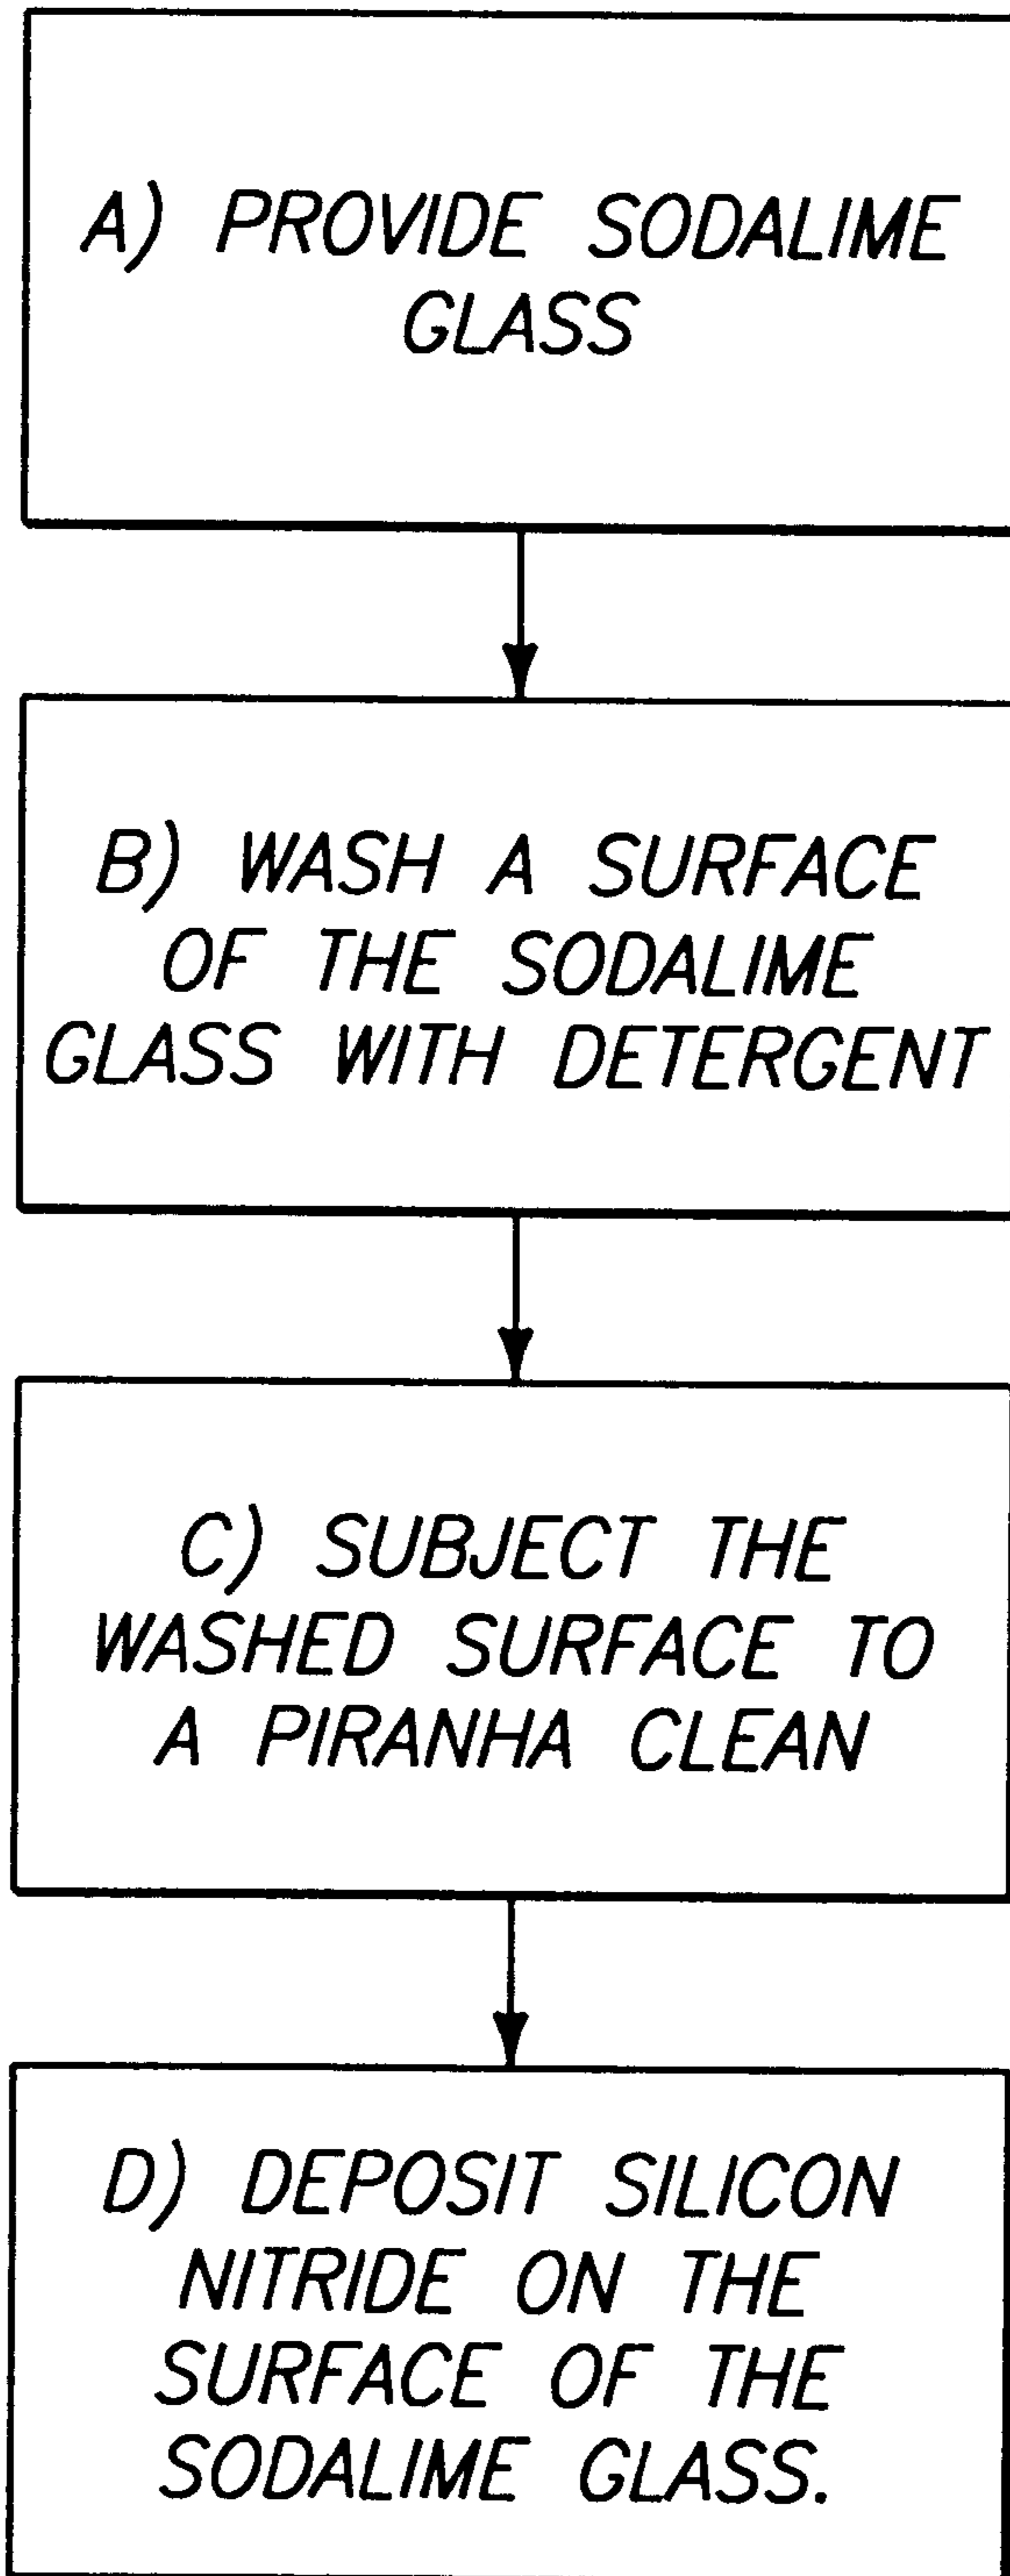 A) PROVIDE SODALIME
GLASS
B) WASH A SURFACE
OF THE SODALIME
GLASS WITH DETERGENT
C) SUBJECT THE
WASHED SURFACE TO
A PIRANHA CLEAN
D) DEPOSIT SILICON
NITRIDE ON THE
SURFACE OF THE
SODALIME GLASS.